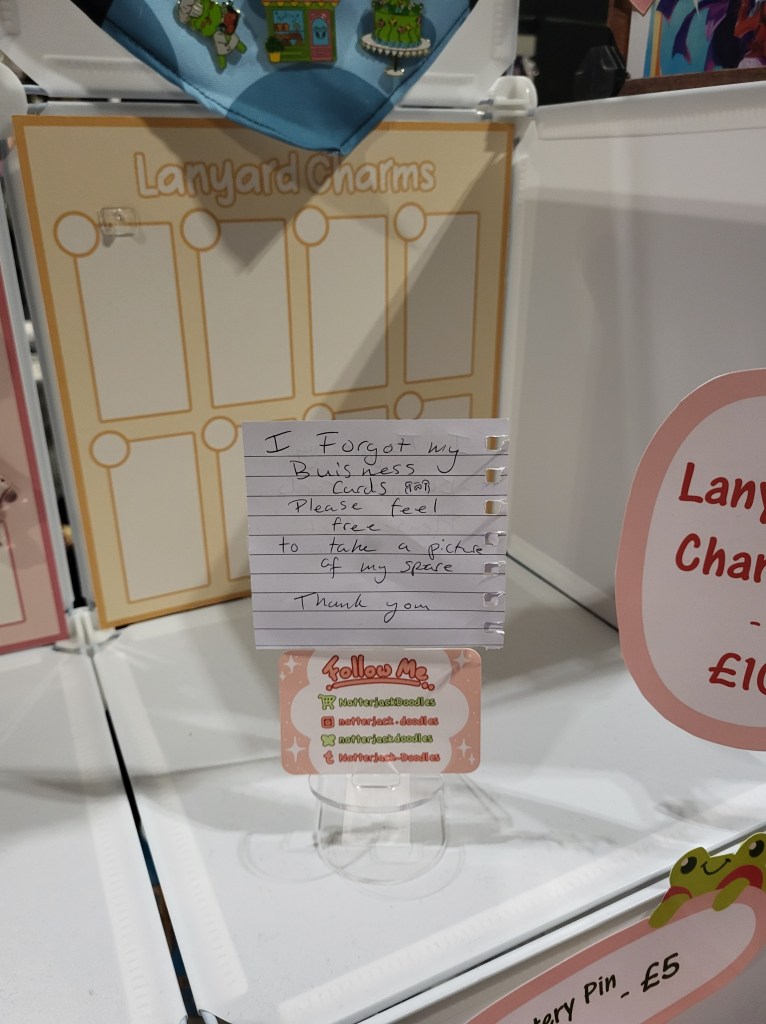 Lanyard Charms
I Forgot my
Buisness
Cards
Please feel
free
to take a picture
of my spare
Thank you
Follow Me
NatterjackDoodles
natterjack.doodles
natterjackdoodles
Natterjack-Doodles
Lany
Char
-
£10
tery Pin - £5